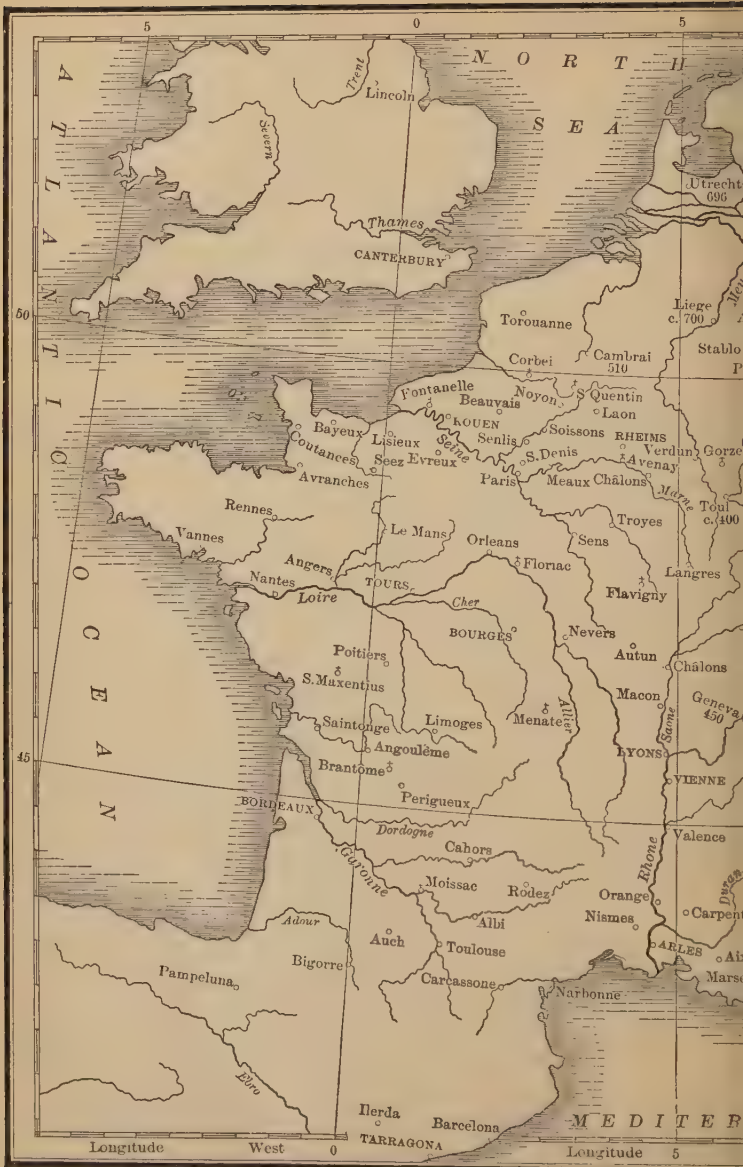 5 0 5
NORTH
SEA
ATLANTIC
OCEAN
Trent
Lincoln
Severn
Utrecht
696
Thames
CANTERBURY
50
Torouanne
Liege
c. 700
Stablo
Cambrai
510
Corbei
Fontanelle
Noyon
S. Quentin
Beauvais
Laon
ROUEN
Bayeux
Lisieux
Seine
Senlis
Soissons
RHEIMS
Verdun
Gorze
Coutances
Seez
Evreux
S. Denis
Avenay
Avranches
Paris
Meaux
Châlons
Marne
Toul
c. 400
Rennes
Le Mans
Orleans
Troyes
Sens
Vannes
Floriac
Langres
Angers
TOURS
Flavigny
Nantes
Loire
Cher
BOURGES
Nevers
Autun
Poitiers
Châlons
S. Maxentius
Macon
Geneva
450
Saintonge
Limoges
Menate
Allier
Saone
Angoulême
LYONS
45
Brantôme
VIENNE
Perigueux
BORDEAUX
Dordogne
Valence
Cahors
Garonne
Rhone
Moissac
Rodez
Orange
Carpent
Adour
Albi
Nismes
Auch
Toulouse
ARLES
Bigorre
Pampeluna
Carcassone
Narbonne
Ebro
Ilerda
Barcelona
TARRAGONA
MEDITER
Longitude West 0 Longitude 5